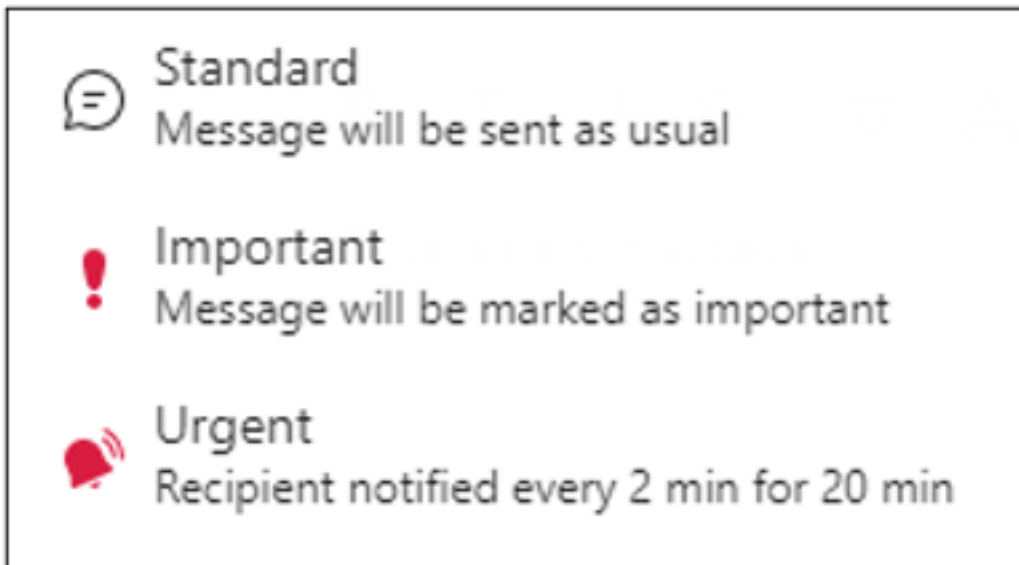 Standard
Message will be sent as usual
Important
Message will be marked as important
Urgent
Recipient notified every 2 min for 20 min